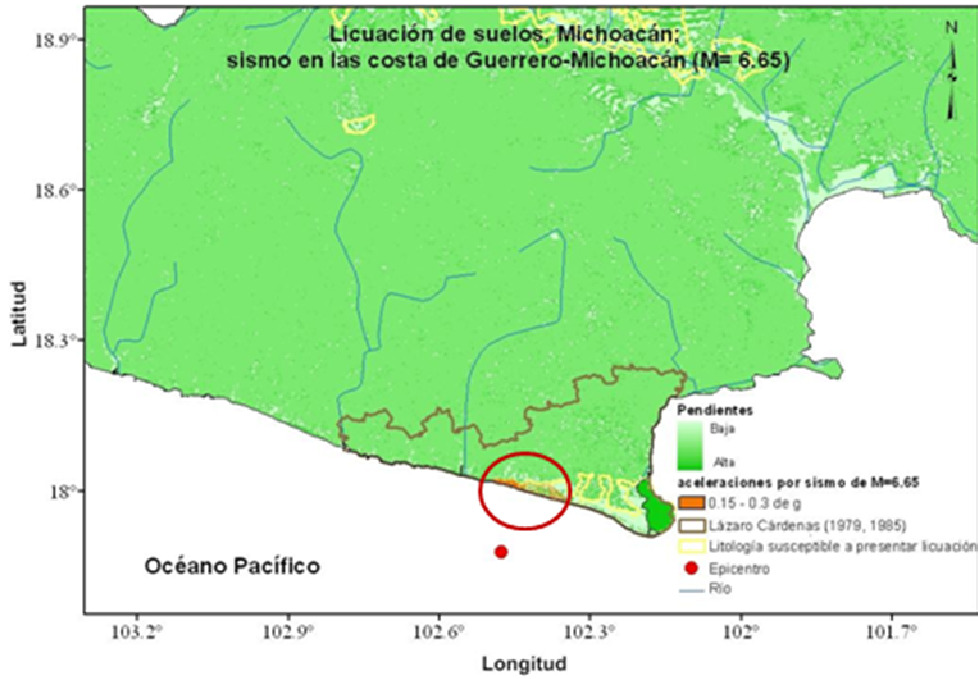 Licuación de suelos, Michoacán;
sismo en las costa de Guerrero-Michoacán (M= 6.65)
N
18.9°
18.6°
18.3°
18°
Latitud
Pendientes
Baja
Alta
aceleraciones por sismo de M=6.65
0.15 - 0.3 de g
Lázaro Cárdenas (1979, 1985)
Litología susceptible a presentar licuación
Epicentro
Río
Océano Pacífico
103.2°
102.9°
102.6°
102.3°
102°
101.7°
Longitud